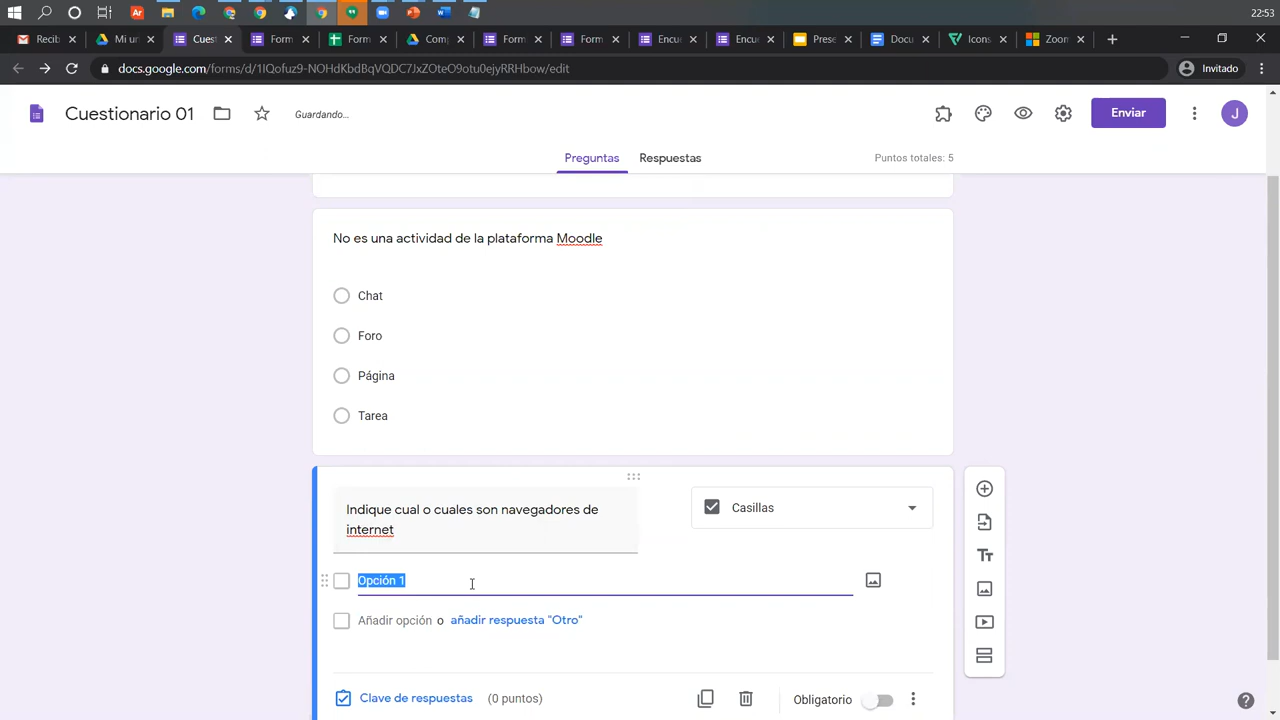 22:53
Recib
Mi un
Cuest
Form
Form
Com
Form
Form
Encue
Encue
Prese
Docu
Icons
Zoom
docs.google.com/forms/d/1IQofuz9-NOHdKbdBqVQDC7JxZOteO9otu0ejyRRHbow/edit
Invitado
Cuestionario 01
Guardando...
Enviar
J
Preguntas
Respuestas
Puntos totales: 5
No es una actividad de la plataforma Moodle
Chat
Foro
Página
Tarea
Indique cual o cuales son navegadores de
internet
Casillas
Opción 1
Añadir opción o añadir respuesta "Otro"
Clave de respuestas (0 puntos)
Obligatorio